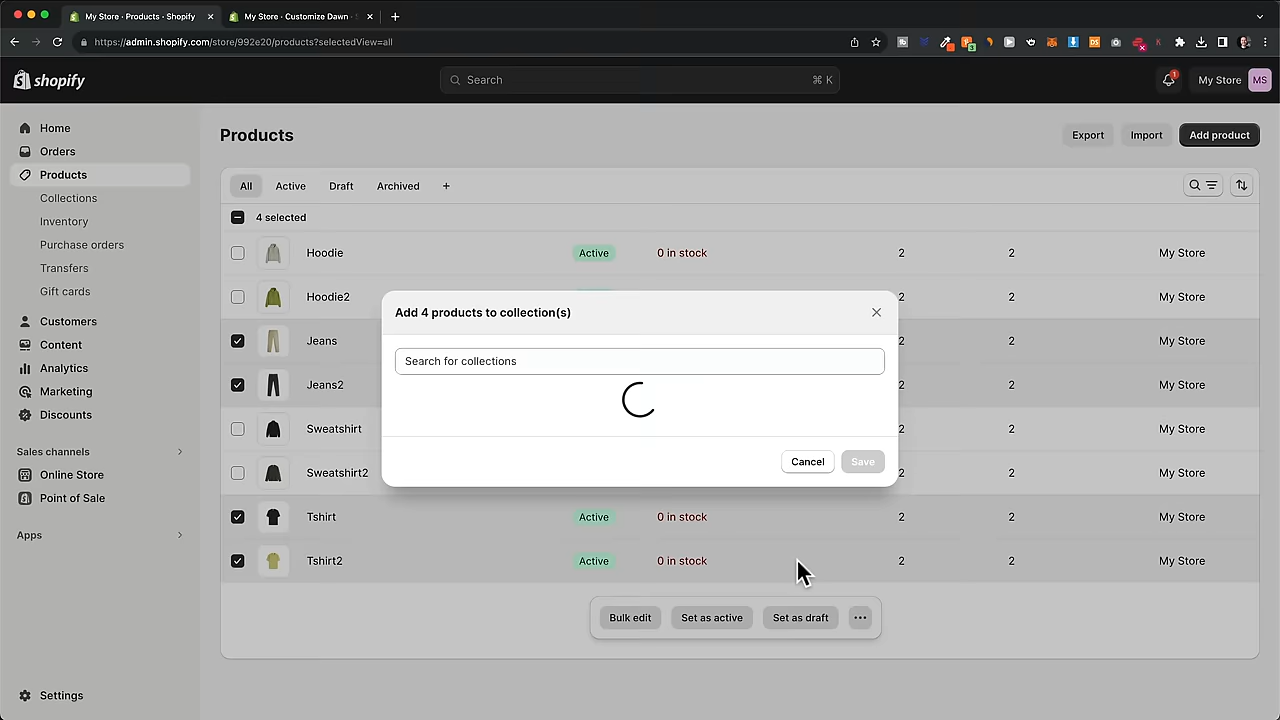 My Store · Products · Shopify
My Store · Customize Dawn ·
https://admin.shopify.com/store/992e20/products?selectedView=all
shopify
Search
⌘ K
1
My Store
MS
Home
Orders
Products
Collections
Inventory
Purchase orders
Transfers
Gift cards
Customers
Content
Analytics
Marketing
Discounts
Sales channels
Online Store
Point of Sale
Apps
Settings
Products
Export
Import
Add product
All
Active
Draft
Archived
+
4 selected
Hoodie Active 0 in stock 2 2 My Store
Hoodie2 2 2 My Store
Jeans 2 2 My Store
Jeans2 2 2 My Store
Sweatshirt 2 2 My Store
Sweatshirt2 2 2 My Store
Tshirt Active 0 in stock 2 2 My Store
Tshirt2 Active 0 in stock 2 2 My Store
Add 4 products to collection(s)
Search for collections
Cancel
Save
Bulk edit
Set as active
Set as draft